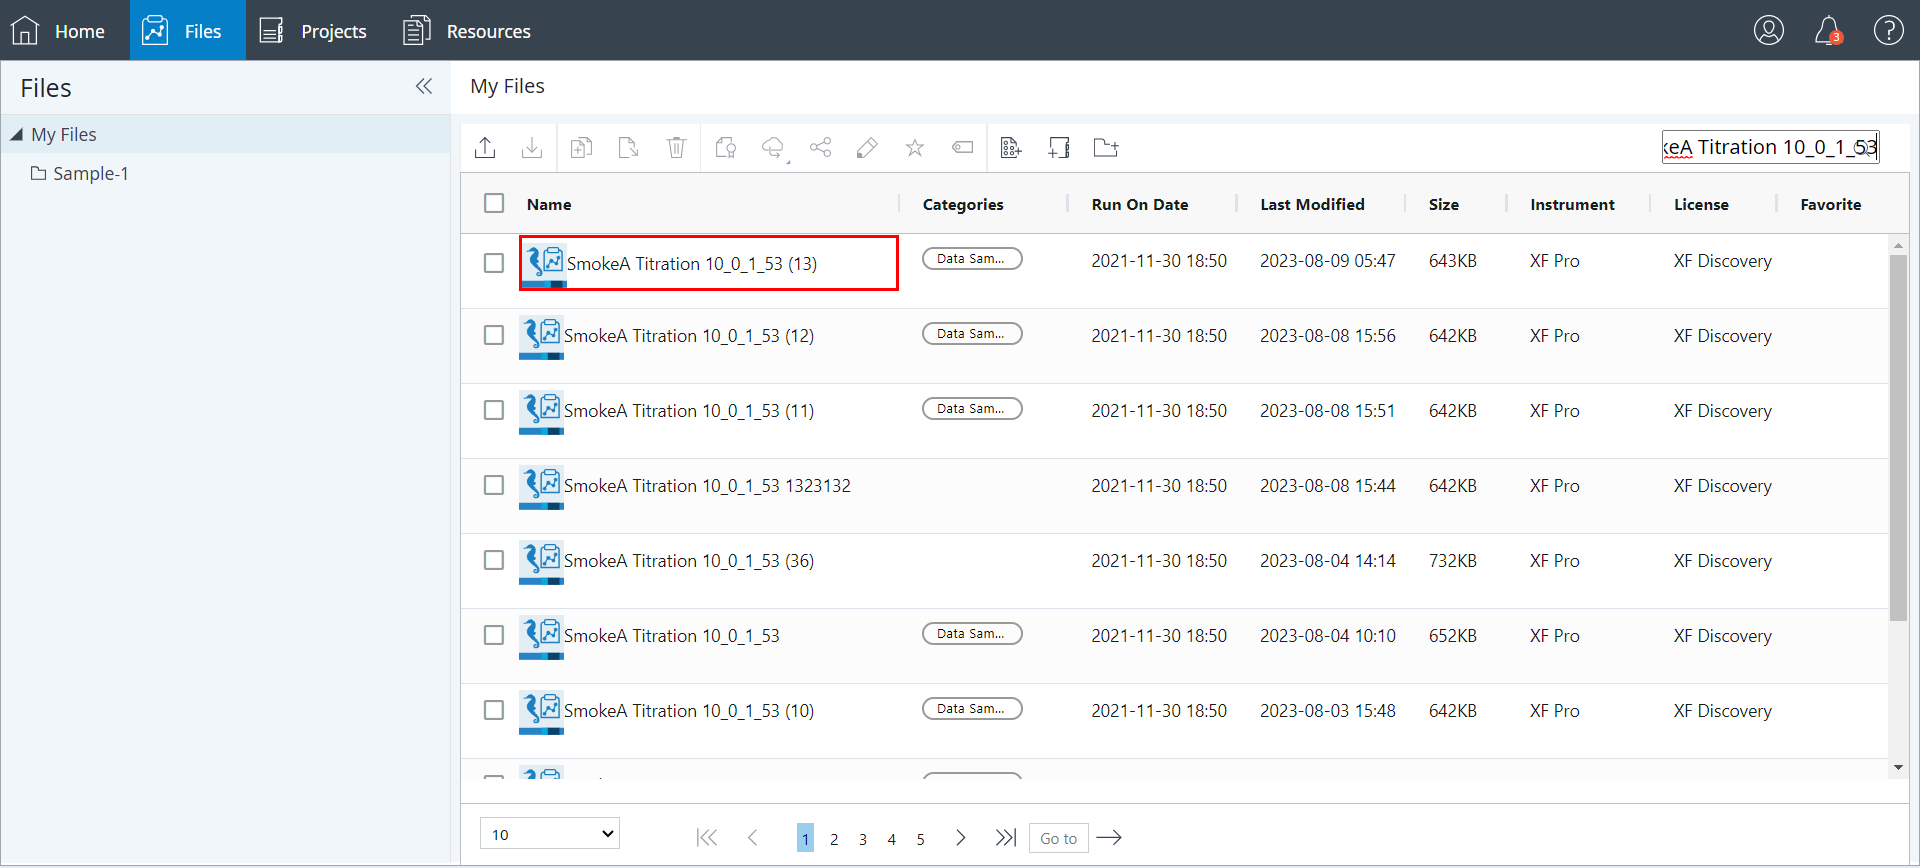 Home Files Projects Resources 3 ?
Files
My Files
Sample-1
My Files
keA Titration 10_0_1_53
Name Categories Run On Date Last Modified Size Instrument License Favorite
SmokeA Titration 10_0_1_53 (13) Data Sam... 2021-11-30 18:50 2023-08-09 05:47 643KB XF Pro XF Discovery
SmokeA Titration 10_0_1_53 (12) Data Sam... 2021-11-30 18:50 2023-08-08 15:56 642KB XF Pro XF Discovery
SmokeA Titration 10_0_1_53 (11) Data Sam... 2021-11-30 18:50 2023-08-08 15:51 642KB XF Pro XF Discovery
SmokeA Titration 10_0_1_53 1323132 2021-11-30 18:50 2023-08-08 15:44 642KB XF Pro XF Discovery
SmokeA Titration 10_0_1_53 (36) 2021-11-30 18:50 2023-08-04 14:14 732KB XF Pro XF Discovery
SmokeA Titration 10_0_1_53 Data Sam... 2021-11-30 18:50 2023-08-04 10:10 652KB XF Pro XF Discovery
SmokeA Titration 10_0_1_53 (10) Data Sam... 2021-11-30 18:50 2023-08-03 15:48 642KB XF Pro XF Discovery
10 1 2 3 4 5 Go to